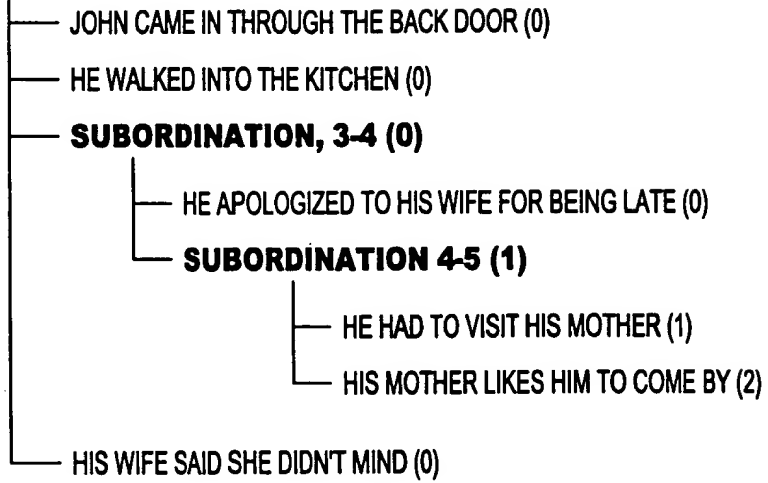 JOHN CAME IN THROUGH THE BACK DOOR (0)
HE WALKED INTO THE KITCHEN (0)
SUBORDINATION, 3-4 (0)
HE APOLOGIZED TO HIS WIFE FOR BEING LATE (0)
SUBORDINATION 4-5 (1)
HE HAD TO VISIT HIS MOTHER (1)
HIS MOTHER LIKES HIM TO COME BY (2)
HIS WIFE SAID SHE DIDN'T MIND (0)